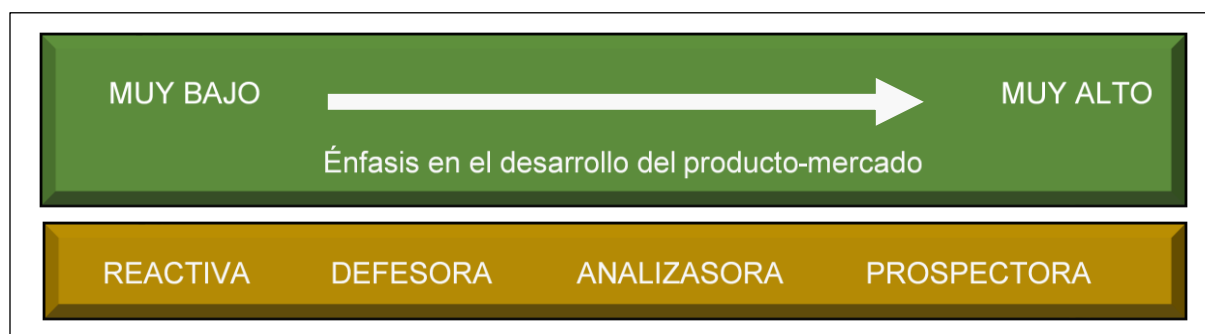 MUY BAJO MUY ALTO
Énfasis en el desarrollo del producto-mercado
REACTIVA DEFESORA ANALIZASORA PROSPECTORA